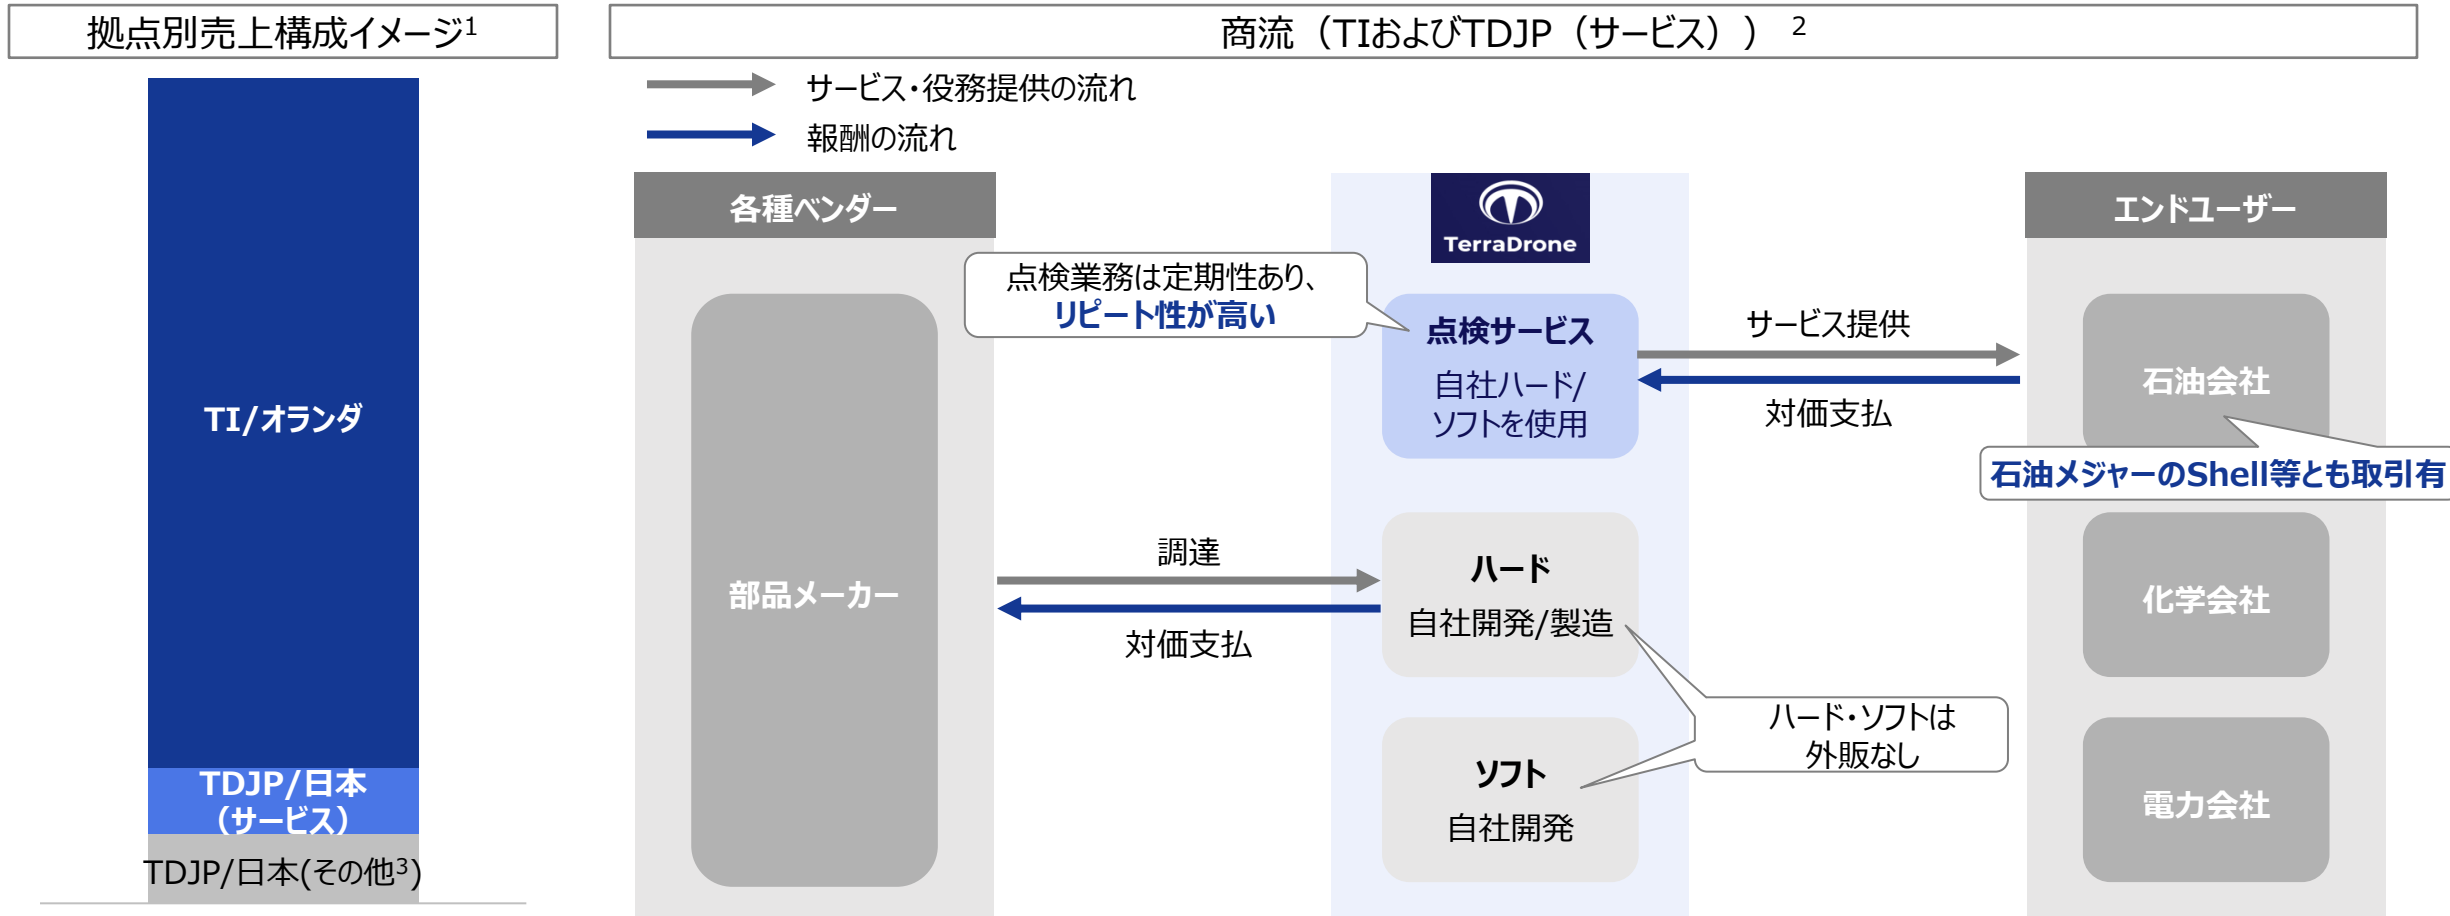 拠点別売上構成イメージ1
TI/オランダ
TDJP/日本
（サービス）
TDJP/日本(その他3)
商流（TIおよびTDJP（サービス）） 2
サービス・役務提供の流れ
報酬の流れ
各種ベンダー
部品メーカー
調達
対価支払
TerraDrone
点検業務は定期性あり、
リピート性が高い
点検サービス
自社ハード/
ソフトを使用
ハード
自社開発/製造
ソフト
自社開発
ハード・ソフトは
外販なし
サービス提供
対価支払
エンドユーザー
石油会社
石油メジャーのShell等とも取引有
化学会社
電力会社